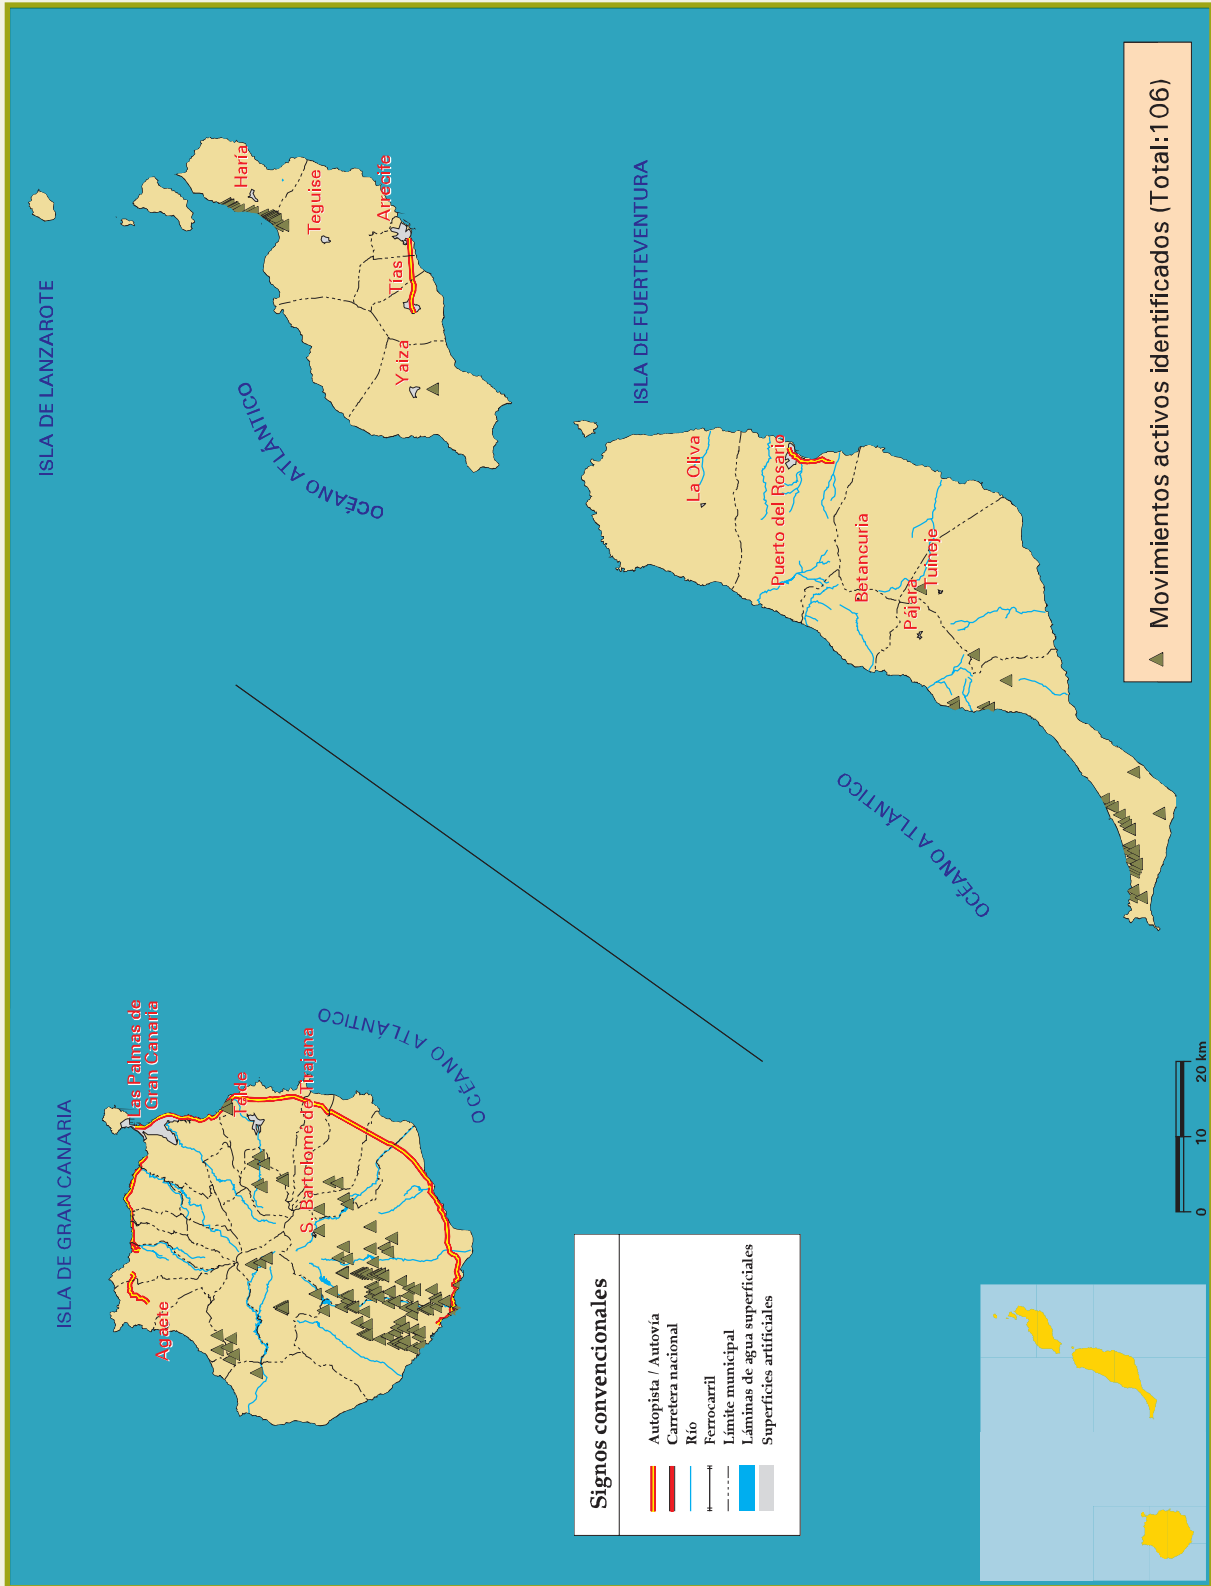 ISLA DE GRAN CANARIA
Las Palmas de
Gran Canaria
Agaete
Telde
S. Bartolomé de Tirajana
OCÉANO ATLÁNTICO
ISLA DE LANZAROTE
Haría
Teguise
Arrecife
Tías
Yaiza
OCÉANO ATLÁNTICO
ISLA DE FUERTEVENTURA
La Oliva
Puerto del Rosario
Betancuria
Tuineje
Pájara
OCÉANO ATLÁNTICO
Signos convencionales
Autopista / Autovía
Carretera nacional
Río
Ferrocarril
Límite municipal
Láminas de agua superficiales
Superficies artificiales
0 10 20 km
Movimientos activos identificados (Total:106)